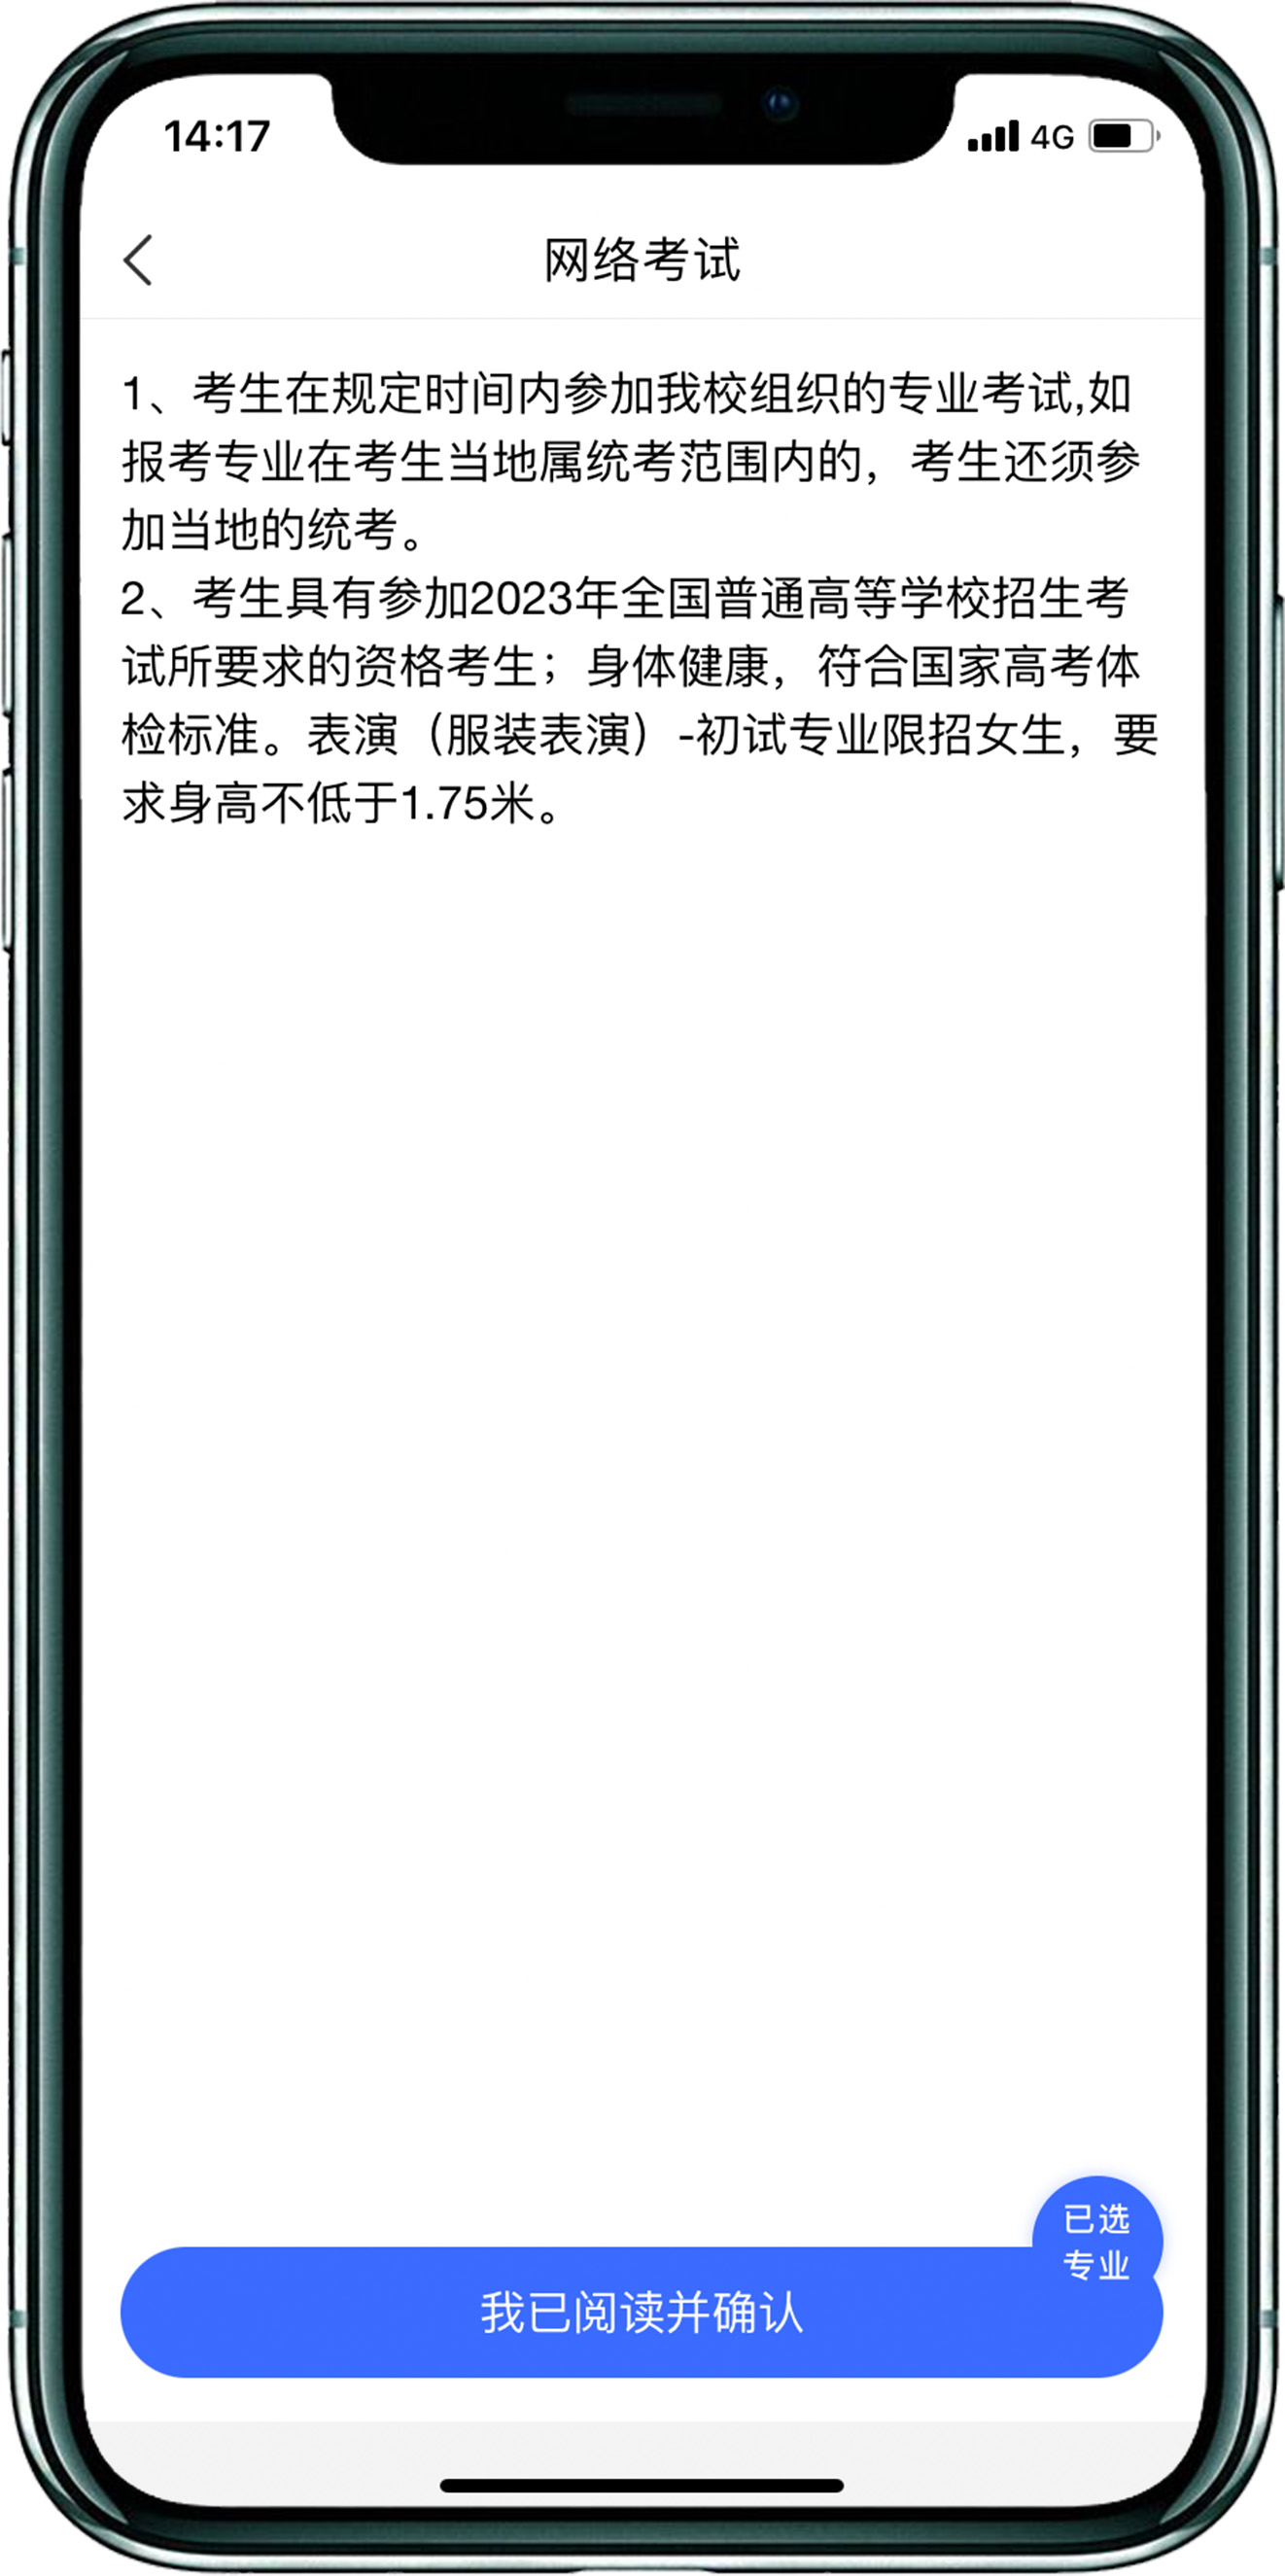 14:17
4G
网络考试
1、考生在规定时间内参加我校组织的专业考试,如
报考专业在考生当地属统考范围内的，考生还须参
加当地的统考。
2、考生具有参加2023年全国普通高等学校招生考
试所要求的资格考生；身体健康，符合国家高考体
检标准。表演（服装表演）-初试专业限招女生，要
求身高不低于1.75米。
已选
专业
我已阅读并确认